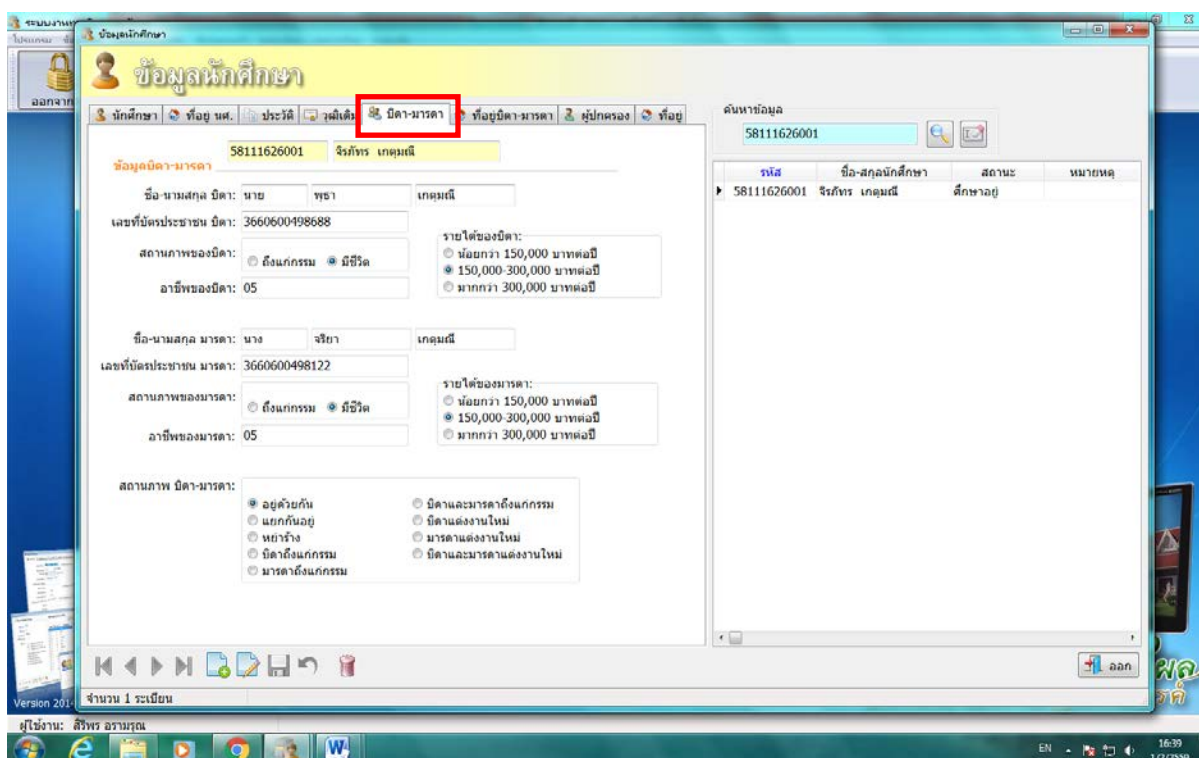 ข้อมูลนักศึกษา
ข้อมูลนักศึกษา
ออกจาก
นักศึกษา ที่อยู่ นศ. ประวัติ วุฒิเดิม บิดา-มารดา ที่อยู่บิดา-มารดา ผู้ปกครอง ที่อยู่
ค้นหาข้อมูล
58111626001
58111626001 จิรภัทร เกตุมณี
ข้อมูลบิดา-มารดา
รหัส ชื่อ-สกุลนักศึกษา สถานะ หมายเหตุ
58111626001 จิรภัทร เกตุมณี ศึกษาอยู่
ชื่อ-นามสกุล บิดา: นาย พุธา เกตุมณี
เลขที่บัตรประชาชน บิดา: 3660600498688
สถานภาพของบิดา: ถึงแก่กรรม มีชีวิต
อาชีพของบิดา: 05
รายได้ของบิดา:
น้อยกว่า 150,000 บาทต่อปี
150,000-300,000 บาทต่อปี
มากกว่า 300,000 บาทต่อปี
ชื่อ-นามสกุล มารดา: นาง จริยา เกตุมณี
เลขที่บัตรประชาชน มารดา: 3660600498122
สถานภาพของมารดา: ถึงแก่กรรม มีชีวิต
อาชีพของมารดา: 05
รายได้ของมารดา:
น้อยกว่า 150,000 บาทต่อปี
150,000-300,000 บาทต่อปี
มากกว่า 300,000 บาทต่อปี
สถานภาพ บิดา-มารดา:
อยู่ด้วยกัน บิดาและมารดาถึงแก่กรรม
แยกกันอยู่ บิดาแต่งงานใหม่
หย่าร้าง มารดาแต่งงานใหม่
บิดาถึงแก่กรรม บิดาและมารดาแต่งงานใหม่
มารดาถึงแก่กรรม
ออก
จำนวน 1 ระเบียน
Version 201
ผู้ใช้งาน: สิริพร อรามรุณ
EN 16:39